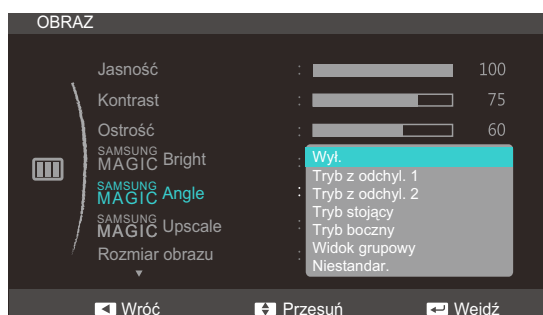 OBRAZ
Jasność : 100
Kontrast : 75
Ostrość : 60
SAMSUNG MAGIC Bright :
SAMSUNG MAGIC Angle :
SAMSUNG MAGIC Upscale :
Rozmiar obrazu :
Wył.
Tryb z odchyl. 1
Tryb z odchyl. 2
Tryb stojący
Tryb boczny
Widok grupowy
Niestandar.
Wróć Przesuń Wejdź